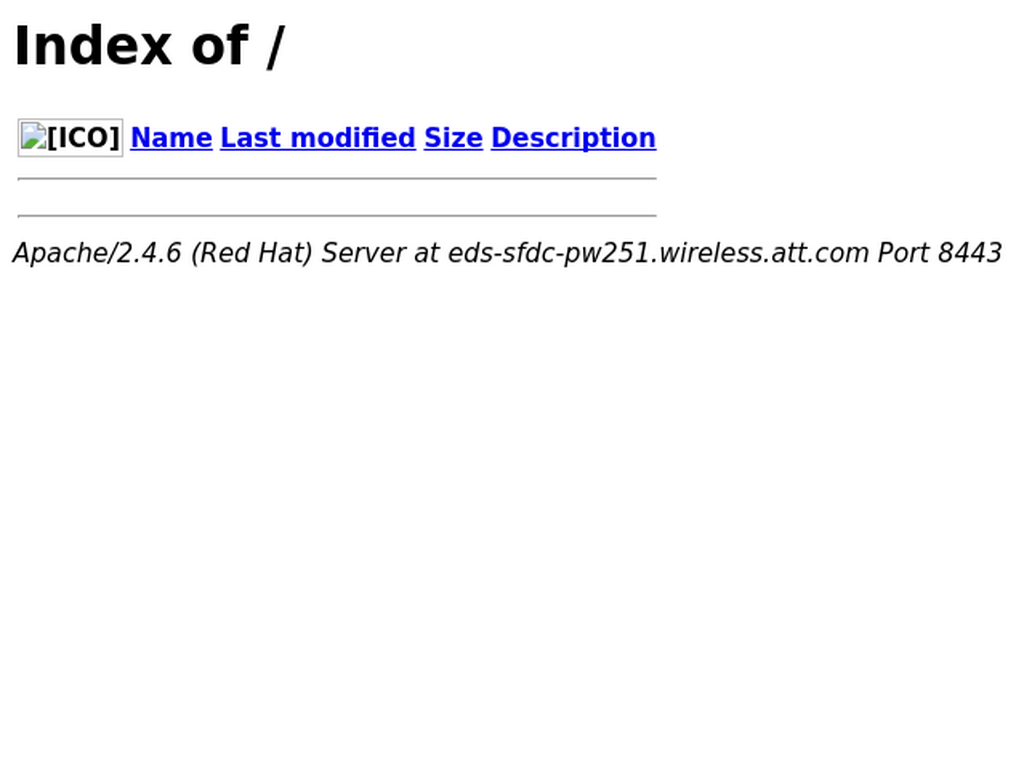 Index of /
[ICO] Name Last modified Size Description
Apache/2.4.6 (Red Hat) Server at eds-sfdc-pw251.wireless.att.com Port 8443